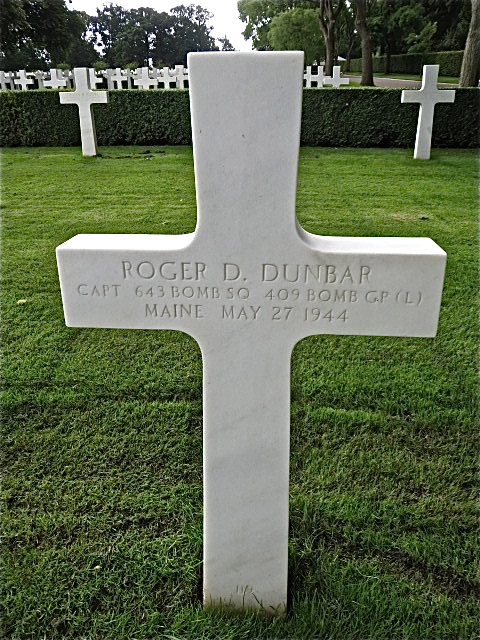 ROGER D. DUNBAR
CAPT 643 BOMB SQ 409 BOMB GP (L)
MAINE MAY 27 1944